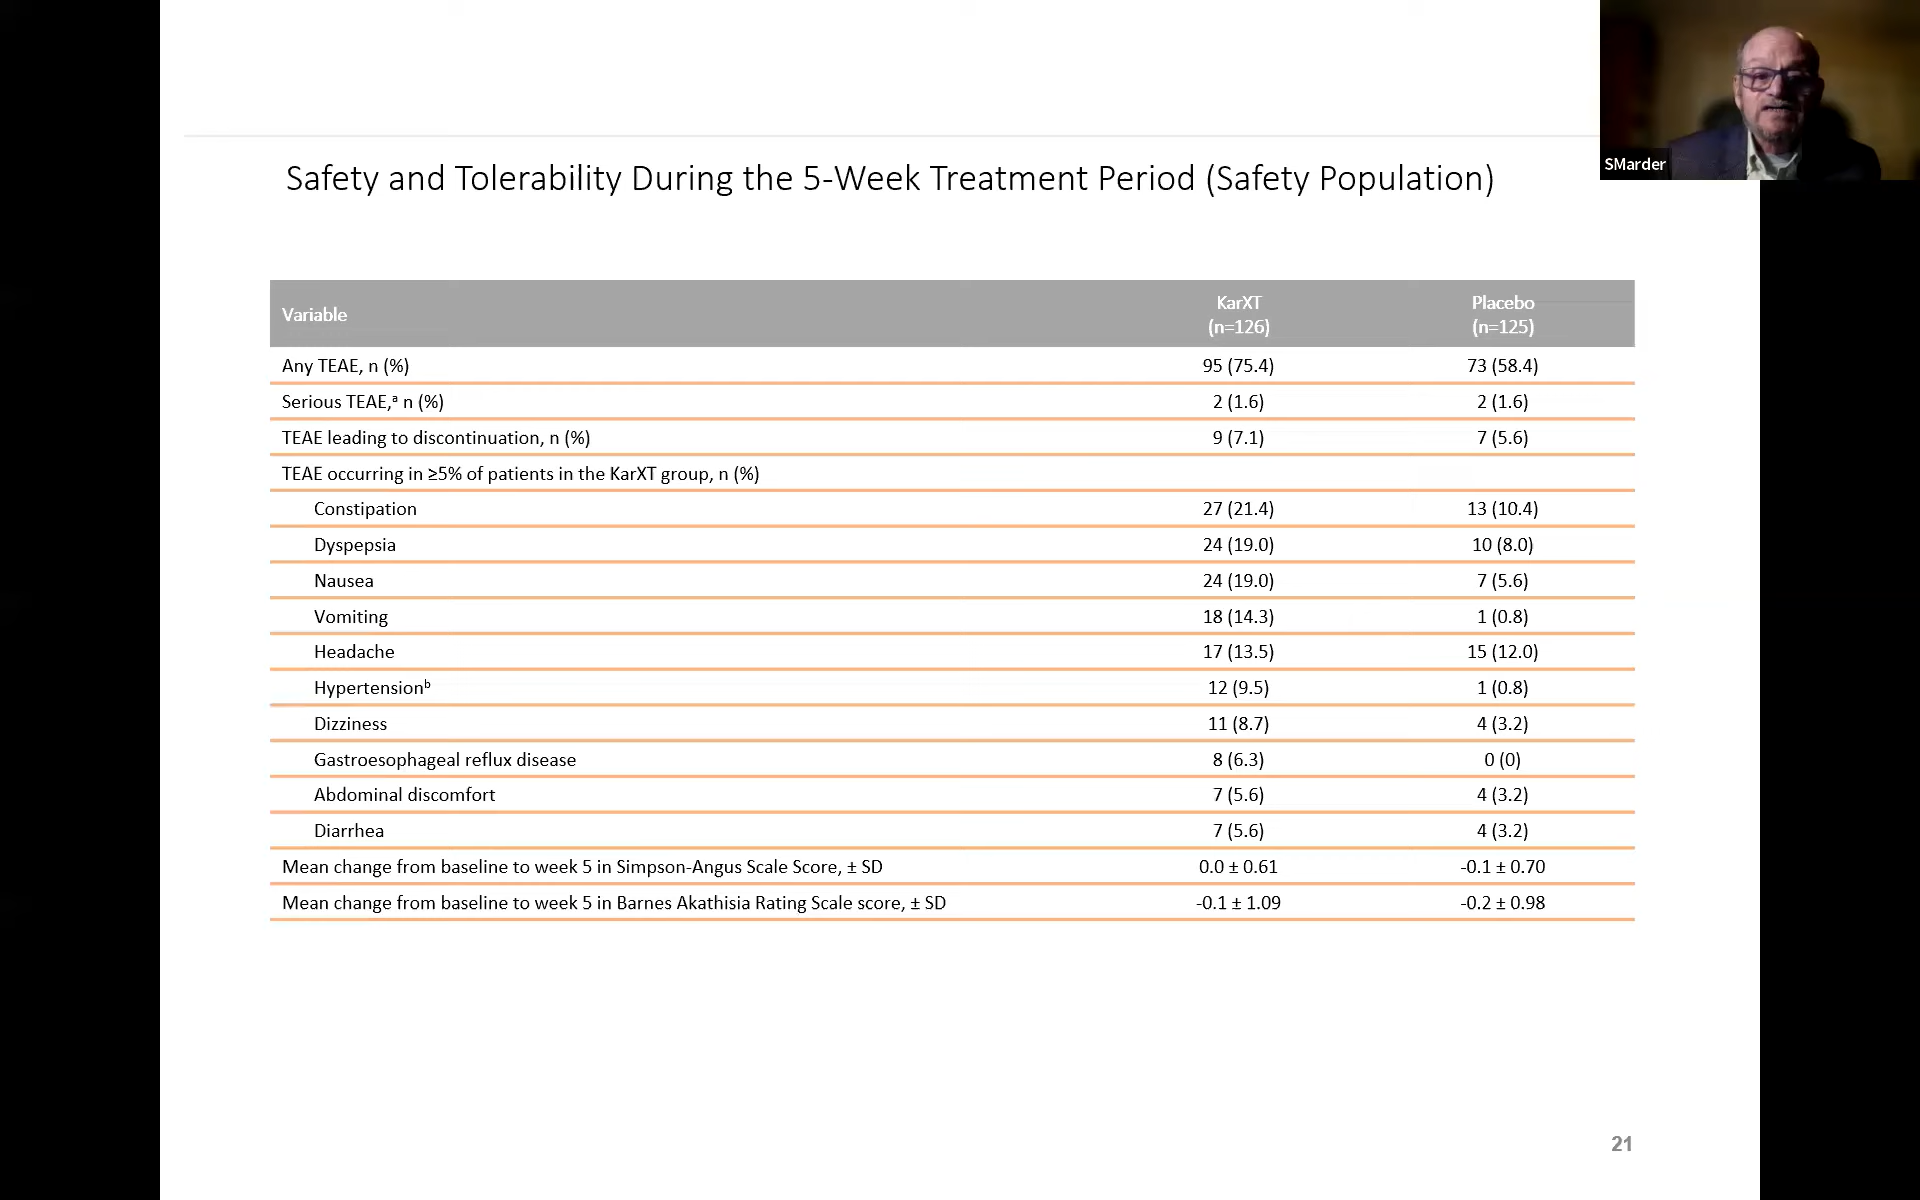 SMarder
Safety and Tolerability During the 5-Week Treatment Period (Safety Population)
Variable KarXT (n=126) Placebo (n=125)
Any TEAE, n (%) 95 (75.4) 73 (58.4)
Serious TEAE,ᵃ n (%) 2 (1.6) 2 (1.6)
TEAE leading to discontinuation, n (%) 9 (7.1) 7 (5.6)
TEAE occurring in ≥5% of patients in the KarXT group, n (%)
Constipation 27 (21.4) 13 (10.4)
Dyspepsia 24 (19.0) 10 (8.0)
Nausea 24 (19.0) 7 (5.6)
Vomiting 18 (14.3) 1 (0.8)
Headache 17 (13.5) 15 (12.0)
Hypertensionᵇ 12 (9.5) 1 (0.8)
Dizziness 11 (8.7) 4 (3.2)
Gastroesophageal reflux disease 8 (6.3) 0 (0)
Abdominal discomfort 7 (5.6) 4 (3.2)
Diarrhea 7 (5.6) 4 (3.2)
Mean change from baseline to week 5 in Simpson-Angus Scale Score, ± SD 0.0 ± 0.61 -0.1 ± 0.70
Mean change from baseline to week 5 in Barnes Akathisia Rating Scale score, ± SD -0.1 ± 1.09 -0.2 ± 0.98
21